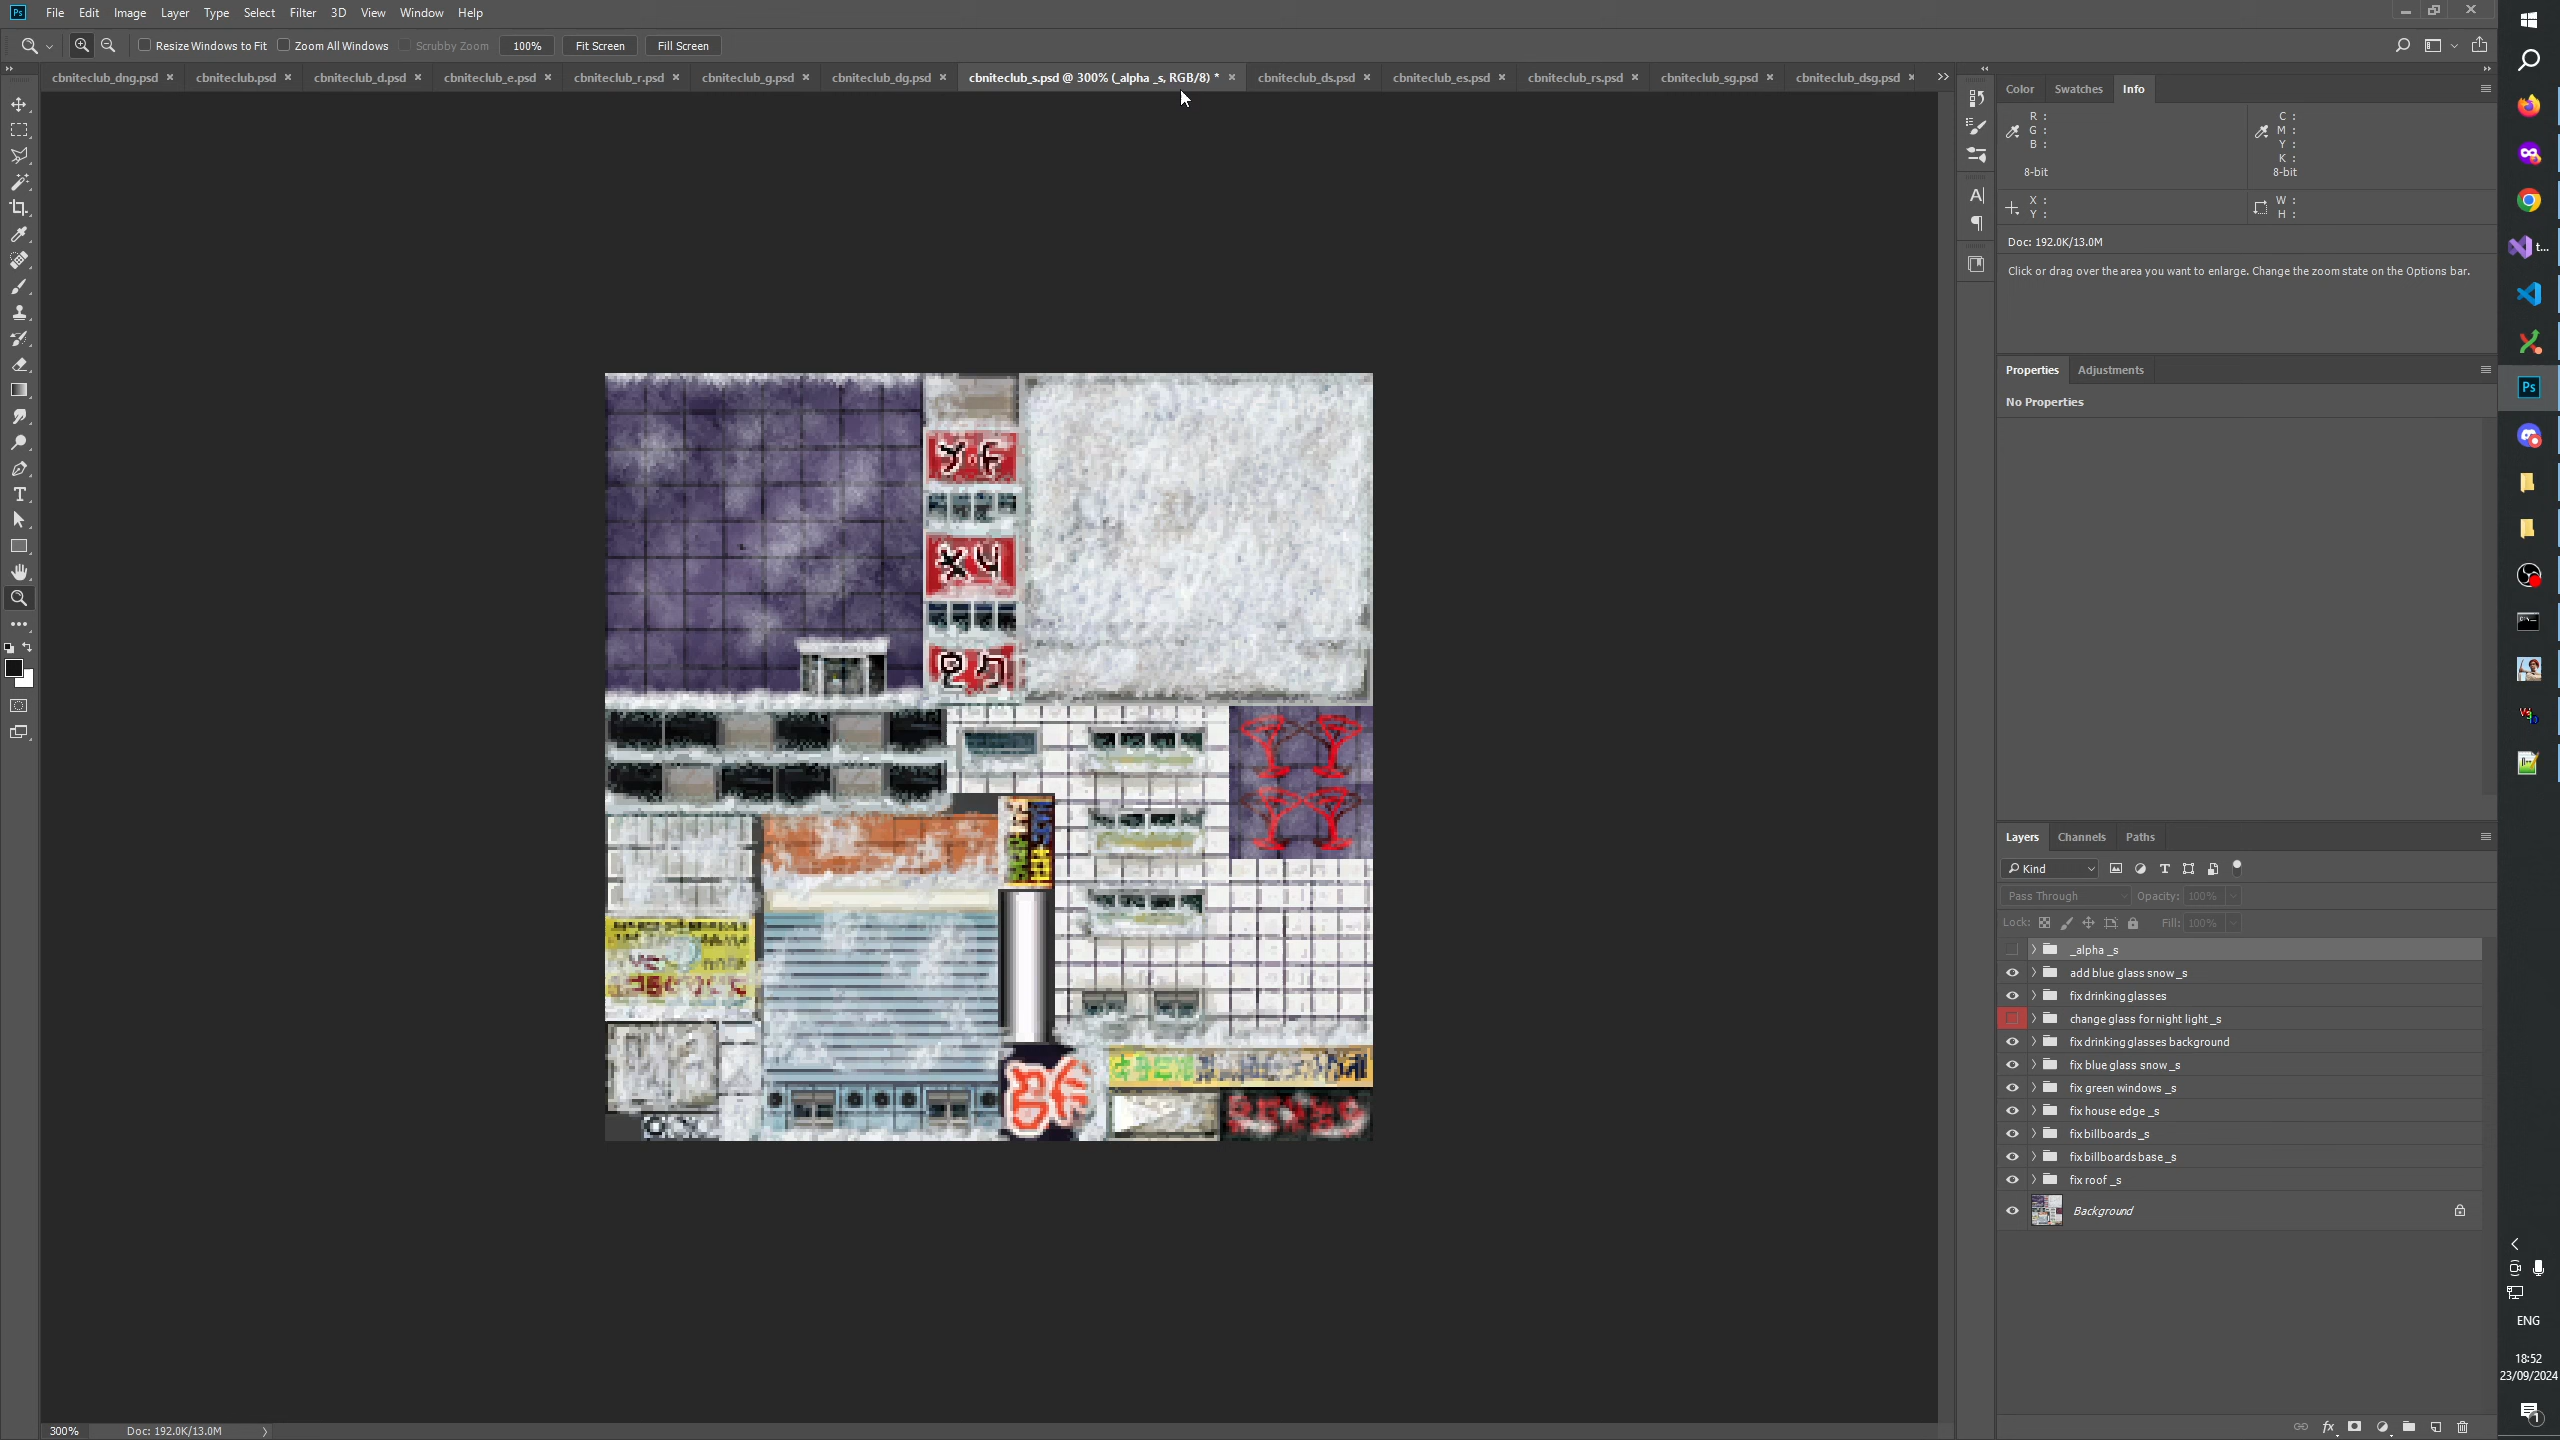 Ps File Edit Image Layer Type Select Filter 3D View Window Help
Resize Windows to Fit Zoom All Windows Scrubby Zoom 100% Fit Screen Fill Screen
cbniteclub_dng.psd cbniteclub.psd cbniteclub_d.psd cbniteclub_e.psd cbniteclub_r.psd cbniteclub_g.psd cbniteclub_dg.psd cbniteclub_s.psd @ 300% (_alpha _s, RGB/8) * cbniteclub_ds.psd cbniteclub_es.psd cbniteclub_rs.psd cbniteclub_sg.psd cbniteclub_dsg.psd
Color Swatches Info
R : C :
G : M :
B : Y :
K :
8-bit 8-bit
X : W :
Y : H :
Doc: 192.0K/13.0M
Click or drag over the area you want to enlarge. Change the zoom state on the Options bar.
Properties Adjustments
No Properties
Layers Channels Paths
Kind
Pass Through Opacity: 100%
Lock: Fill: 100%
_alpha _s
add blue glass snow _s
fix drinking glasses
change glass for night light _s
fix drinking glasses background
fix blue glass snow _s
fix green windows _s
fix house edge _s
fix billboards _s
fix billboards base _s
fix roof _s
Background
t...
Ps
ENG
18:52
23/09/2024
1
300% Doc: 192.0K/13.0M